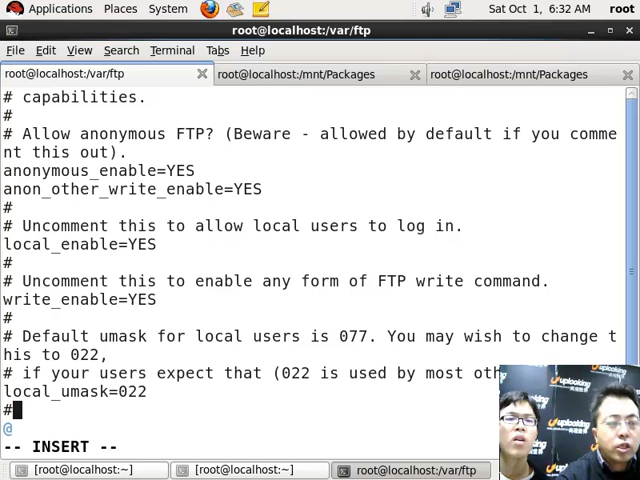 Applications Places System Sat Oct 1, 6:32 AM root
root@localhost:/var/ftp
File Edit View Search Terminal Tabs Help
root@localhost:/var/ftp root@localhost:/mnt/Packages root@localhost:/mnt/Packages
# capabilities.
#
# Allow anonymous FTP? (Beware - allowed by default if you comme
nt this out).
anonymous_enable=YES
anon_other_write_enable=YES
#
# Uncomment this to allow local users to log in.
local_enable=YES
#
# Uncomment this to enable any form of FTP write command.
write_enable=YES
#
# Default umask for local users is 077. You may wish to change t
his to 022,
# if your users expect that (022 is used by most oth
local_umask=022
#
@
-- INSERT --
uplooking
uplooking
[root@localhost:~] [root@localhost:~] root@localhost:/var/ftp